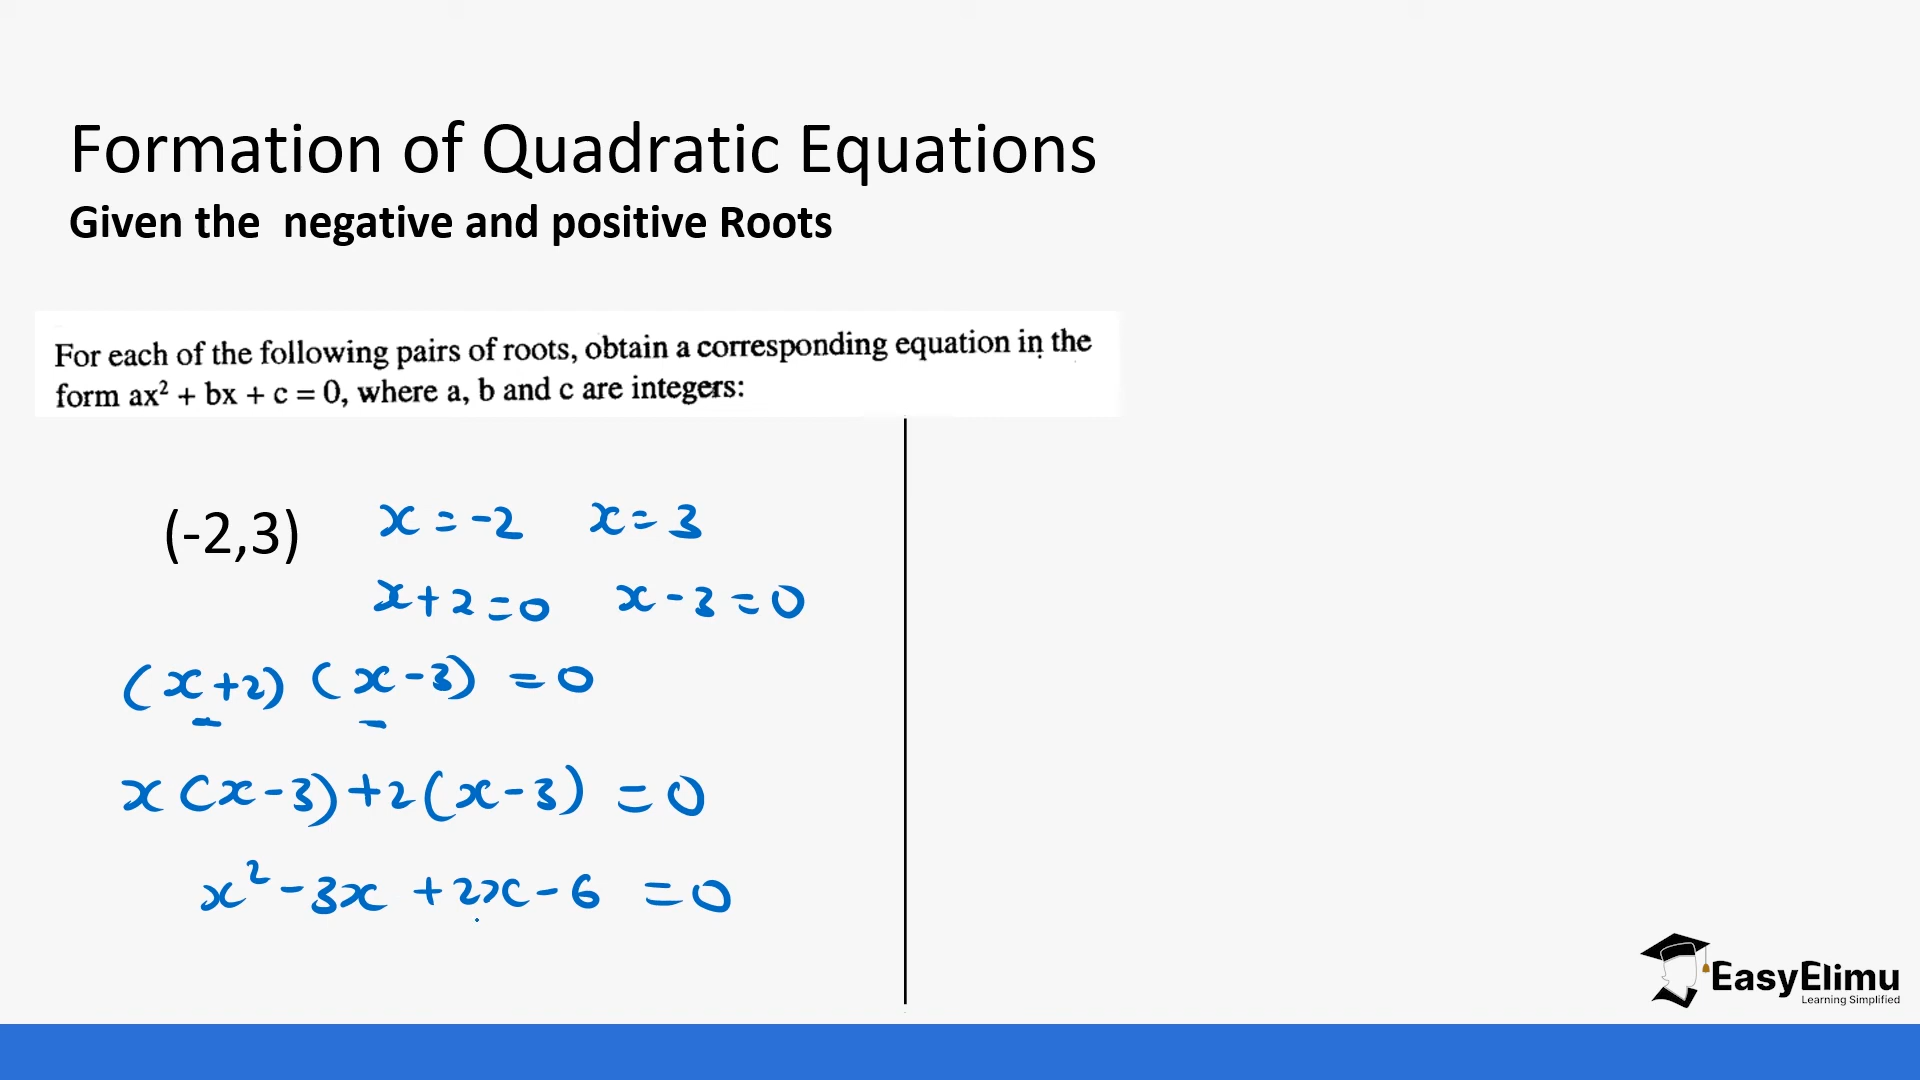 Formation of Quadratic Equations
Given the negative and positive Roots
For each of the following pairs of roots, obtain a corresponding equation in the
form ax² + bx + c = 0, where a, b and c are integers:
(-2,3) x = -2 x = 3
x + 2 = 0 x - 3 = 0
(x + 2) (x - 3) = 0
x (x - 3) + 2 (x - 3) = 0
x² - 3x + 2x - 6 = 0
EasyElimu
Learning Simplified